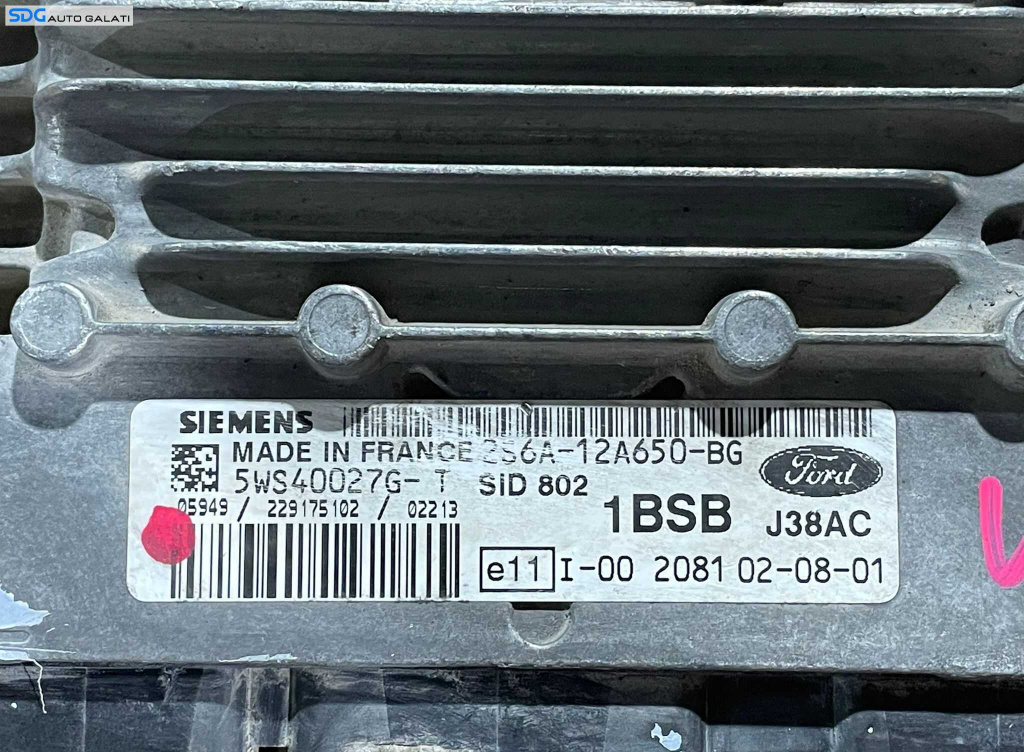 SDG AUTO GALATI
SIEMENS
MADE IN FRANCE 2S6A-12A650-BG
5WS40027G-T SID 802
Ford
05949 / 229175102 / 02213
1BSB J38AC
e11 I-00 2081 02-08-01